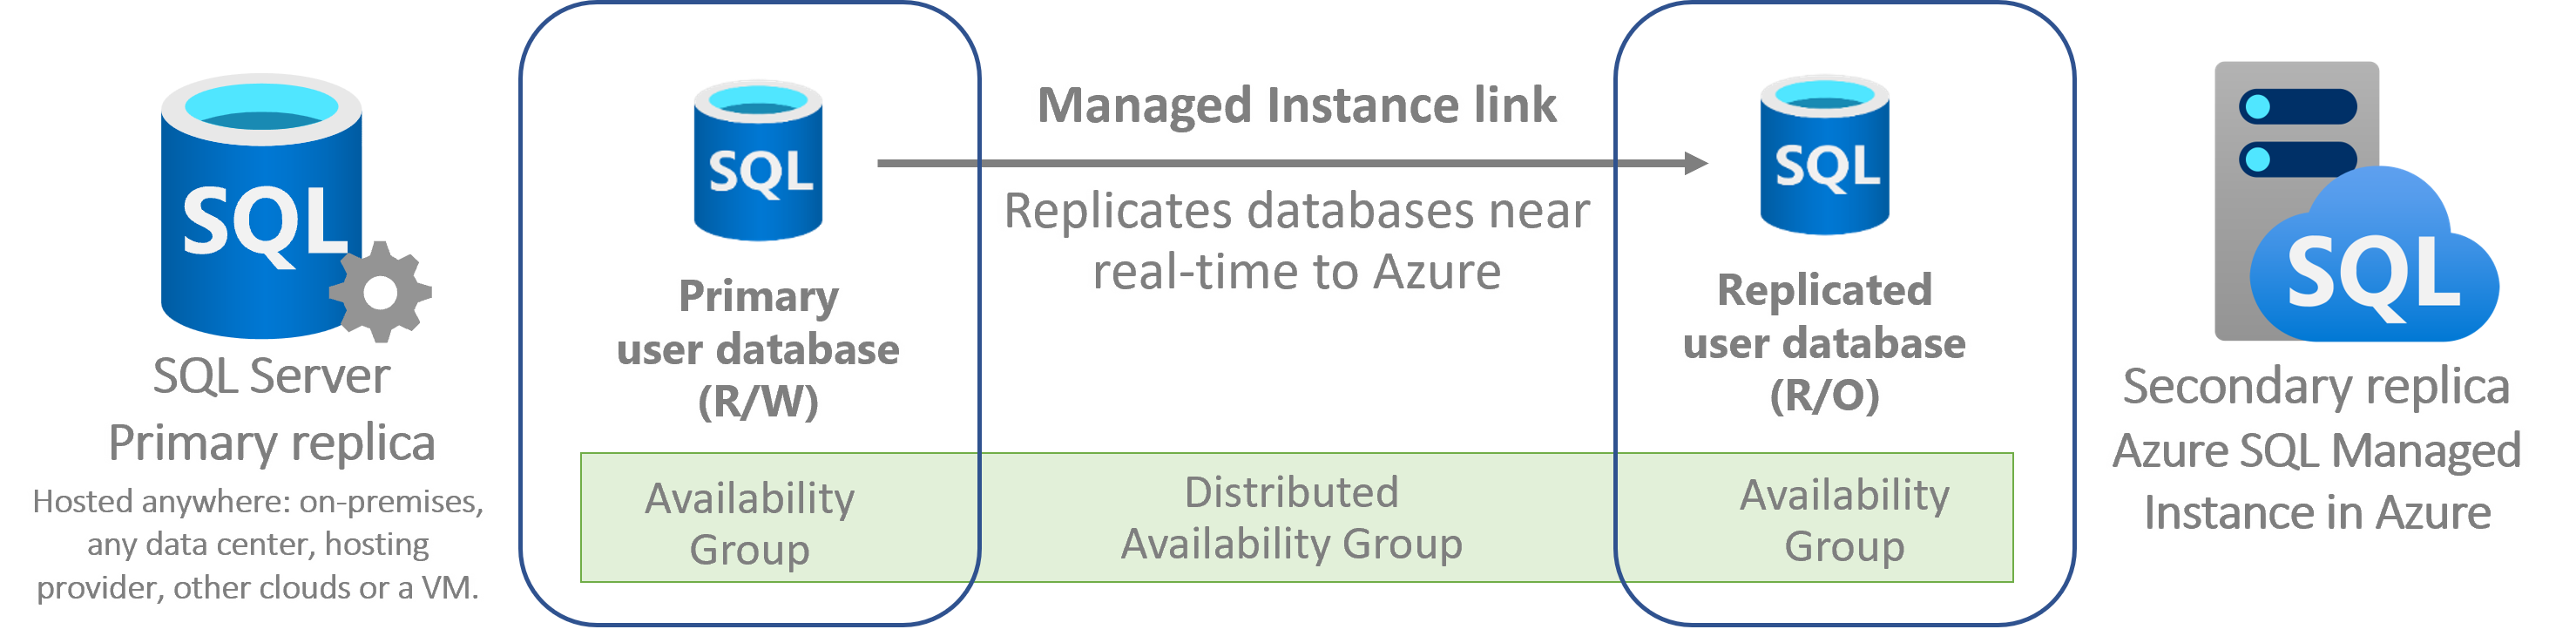 SQL
SQL Server
Primary replica
Hosted anywhere: on-premises,
any data center, hosting
provider, other clouds or a VM.
SQL
Primary
user database
(R/W)
Availability
Group
Managed Instance link
Replicates databases near
real-time to Azure
Distributed
Availability Group
SQL
Replicated
user database
(R/O)
Availability
Group
SQL
Secondary replica
Azure SQL Managed
Instance in Azure